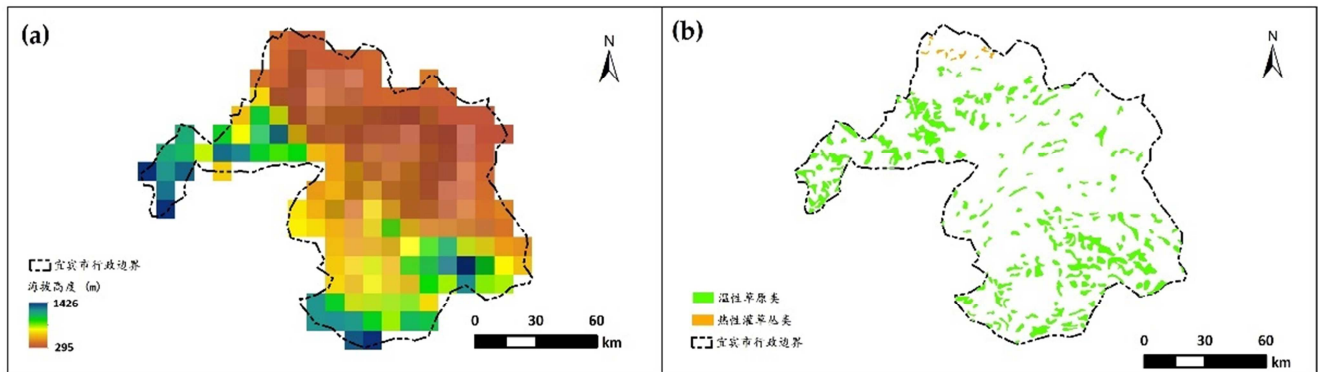 (a)
N
宜宾市行政边界
海拔高度 (m)
1426
295
0 30 60
km
(b)
N
温性草原类
热性灌草丛类
宜宾市行政边界
0 30 60
km